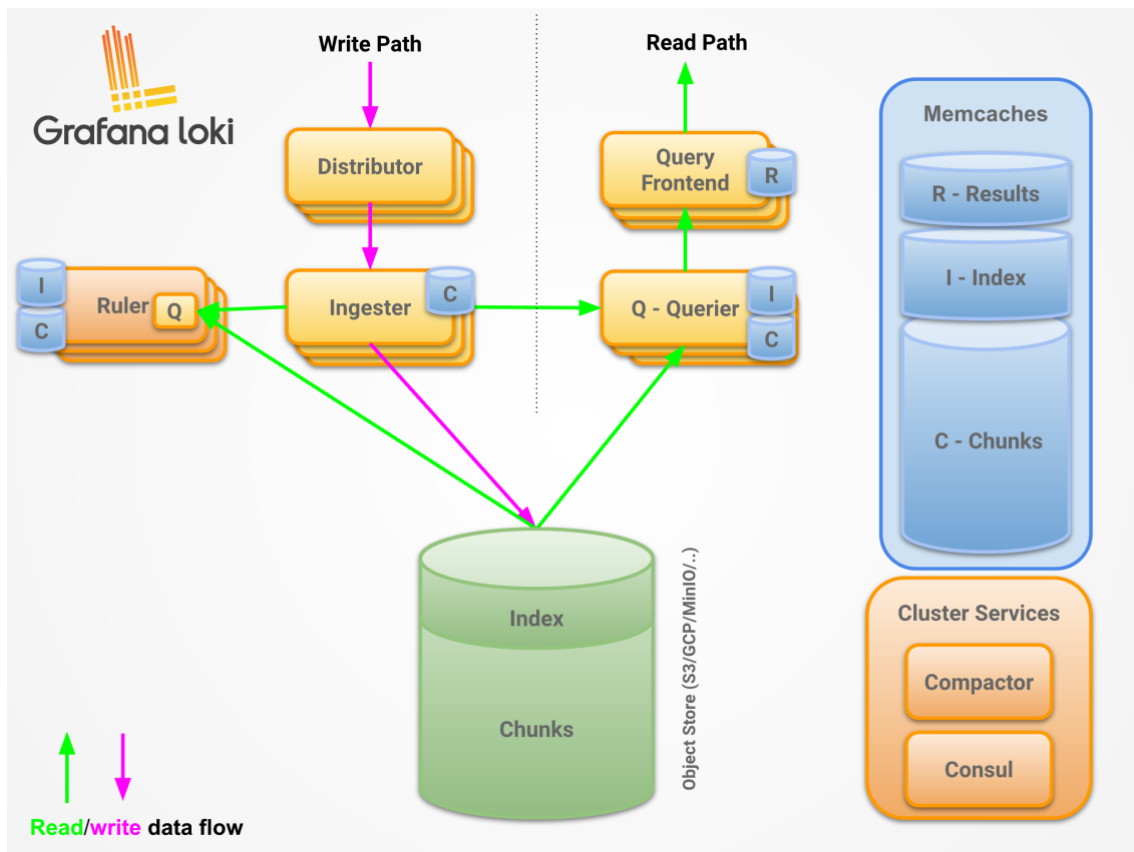 Grafana loki
Write Path
Read Path
Distributor
Query
Frontend
R
I
C
Ruler
Q
Ingester
C
Q - Querier
I
C
Memcaches
R - Results
I - Index
C - Chunks
Index
Chunks
Object Store (S3/GCP/MinIO/..)
Cluster Services
Compactor
Consul
Read/write data flow